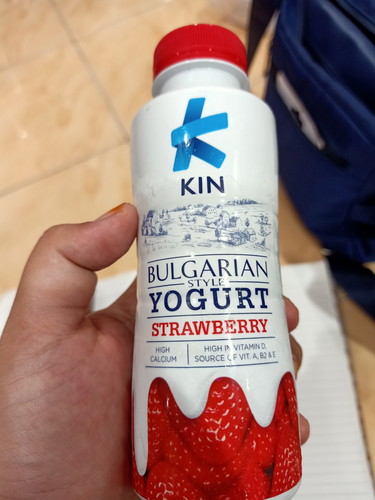 KIN
BULGARIAN
STYLE
YOGURT
STRAWBERRY
HIGH
CALCIUM
HIGH IN VITAMIN D,
SOURCE OF VIT. A, B2 & E